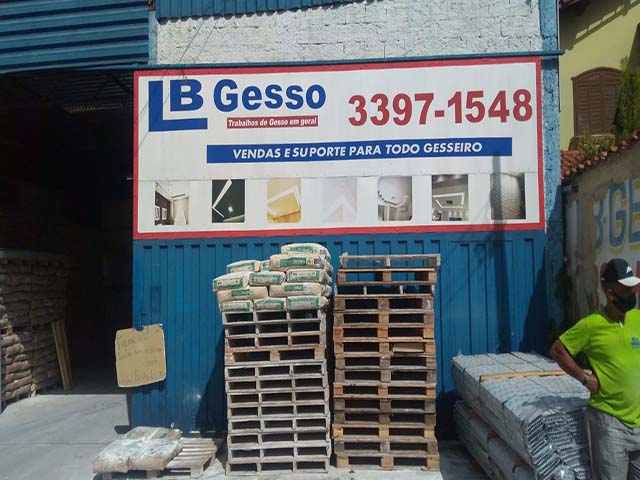 LB Gesso
Trabalhos de Gesso em geral
3397-1548
VENDAS E SUPORTE PARA TODO GESSEIRO